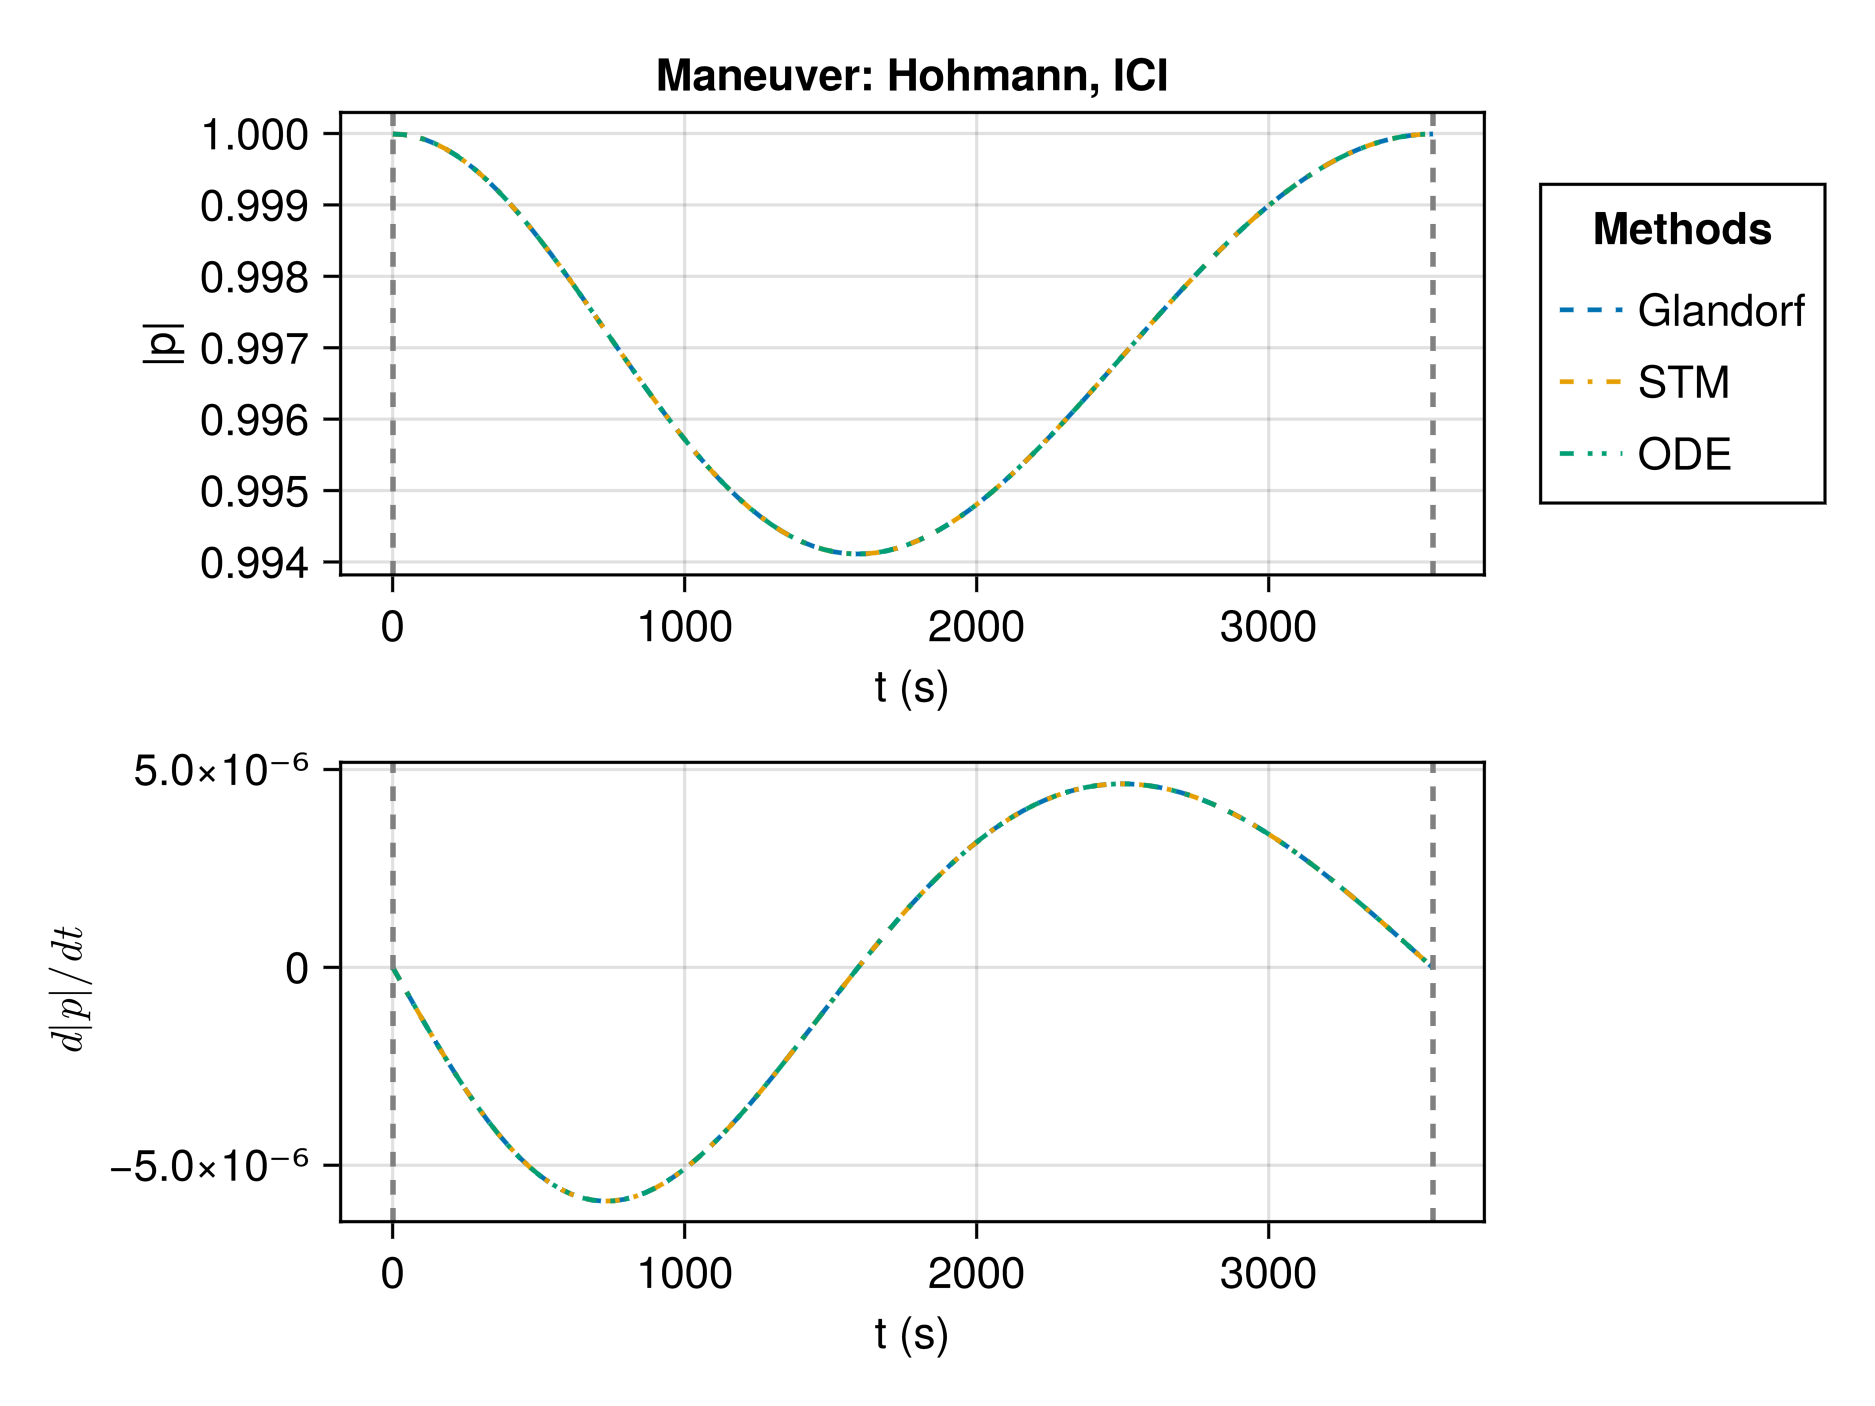 Maneuver: Hohmann, ICI
|p|
1.000
0.999
0.998
0.997
0.996
0.995
0.994
0
1000
2000
3000
t (s)
Methods
Glandorf
STM
ODE
d|p|/dt
5.0×10⁻⁶
0
−5.0×10⁻⁶
0
1000
2000
3000
t (s)